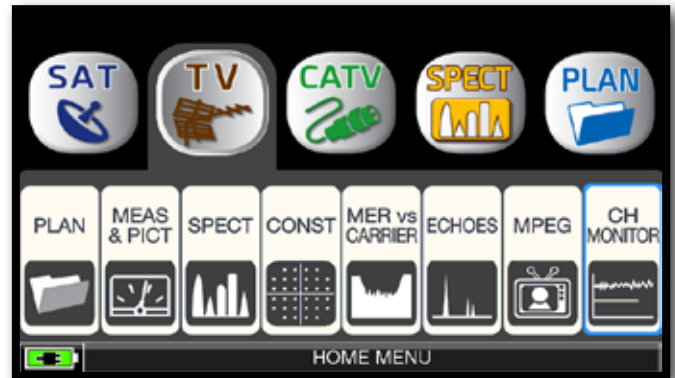 SAT
TV
CATV
SPECT
PLAN
PLAN
MEAS
& PICT
SPECT
CONST
MER vs
CARRIER
ECHOES
MPEG
CH
MONITOR
HOME MENU